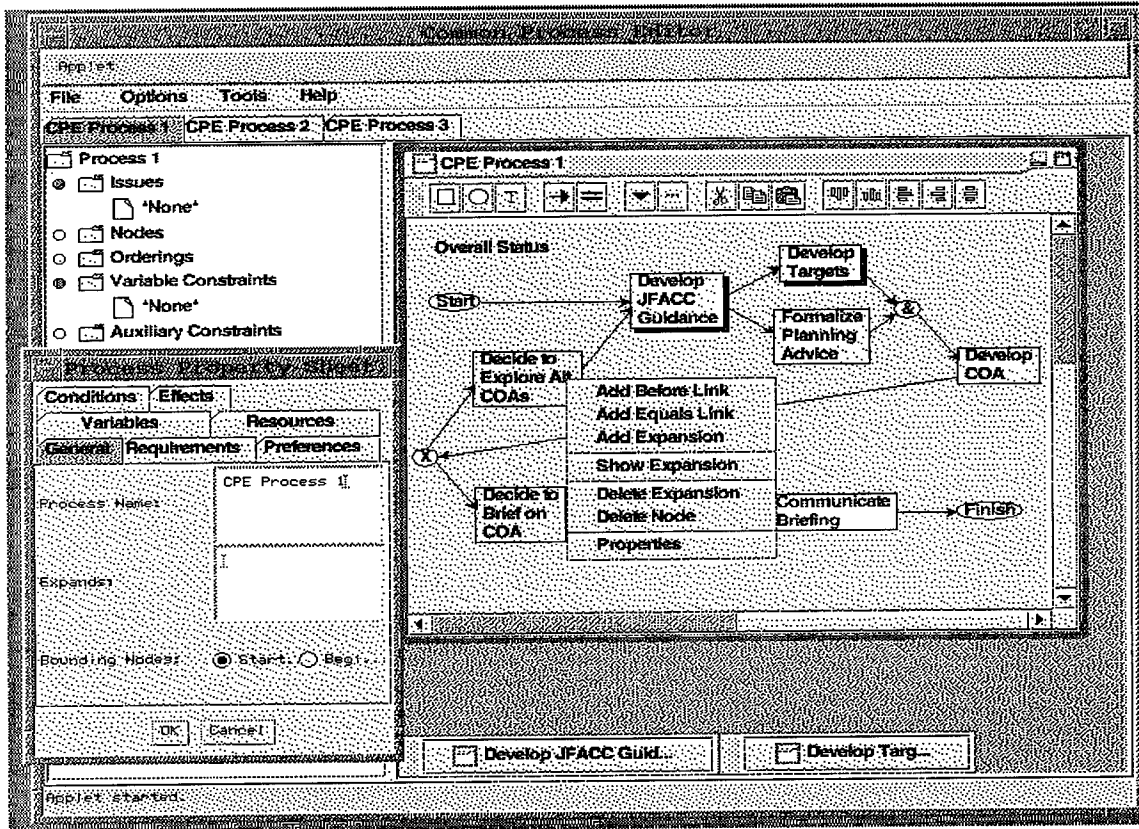 Common Process Editor
Applet
File Options Tools Help
CPE Process 1 CPE Process 2 CPE Process 3
Process 1
Issues
*None*
Nodes
Orderings
Variable Constraints
*None*
Auxiliary Constraints
Process Property Sheet
Conditions Effects
Variables Resources
General Requirements Preferences
Process Name:
CPE Process 1
Expands:
Bounding Nodes: Start. Begi..
OK Cancel
CPE Process 1
T
Overall Status
Start
Develop
JFACC
Guidance
Develop
Targets
Formalize
Planning
Advice
&
Develop
COA
Decide to
Explore Alt
COAs
X
Decide to
Brief on
COA
Add Before Link
Add Equals Link
Add Expansion
Show Expansion
Delete Expansion
Delete Node
Properties
Communicate
Briefing
Finish
Develop JFACC Guid...
Develop Targ...
Applet started.